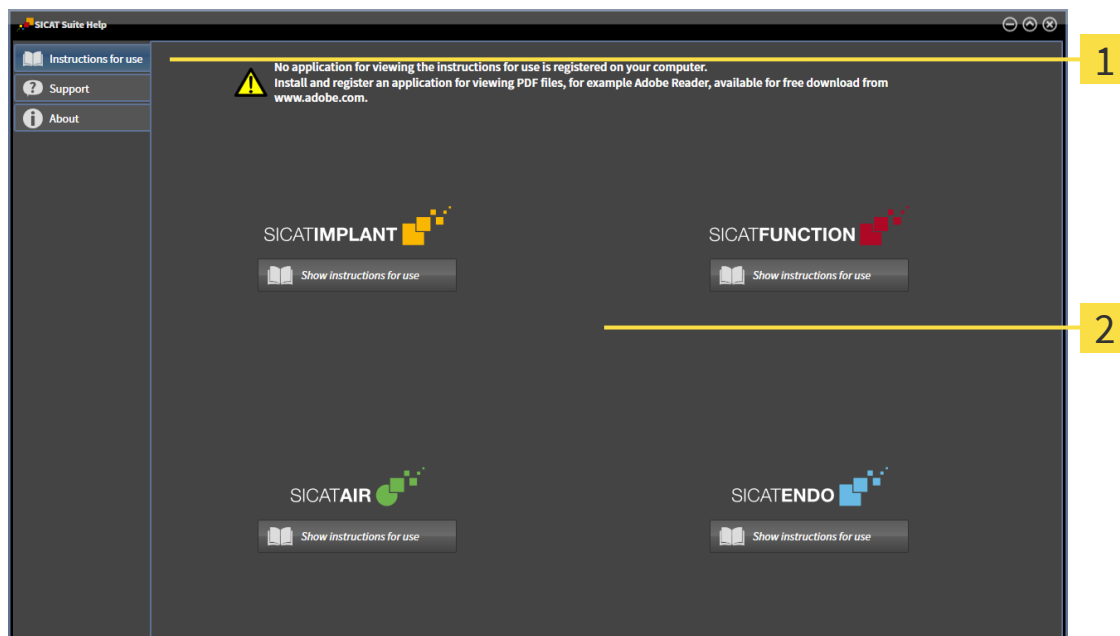 SICAT Suite Help
Instructions for use
Support
About
No application for viewing the instructions for use is registered on your computer.
Install and register an application for viewing PDF files, for example Adobe Reader, available for free download from
www.adobe.com.
1
SICATIMPLANT
SICATFUNCTION
Show instructions for use
Show instructions for use
2
SICATAIR
SICATENDO
Show instructions for use
Show instructions for use